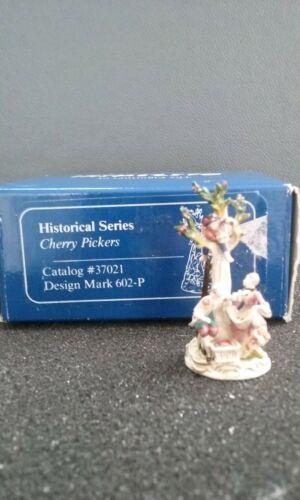 Historical Series
Cherry Pickers
Catalog #37021
Design Mark 602-P